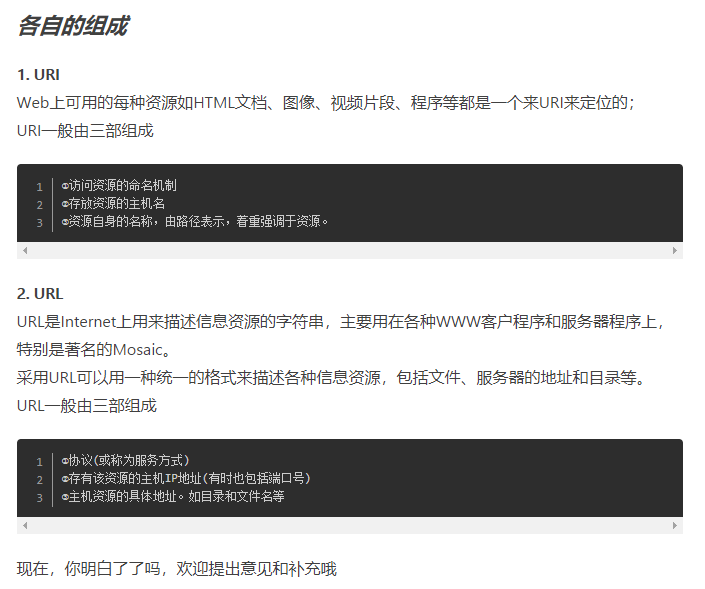 各自的组成
1. URI
Web上可用的每种资源如HTML文档、图像、视频片段、程序等都是一个来URI来定位的；
URI一般由三部组成
1 ①访问资源的命名机制
2 ②存放资源的主机名
3 ③资源自身的名称，由路径表示，着重强调于资源。
2. URL
URL是Internet上用来描述信息资源的字符串，主要用在各种WWW客户程序和服务器程序上，
特别是著名的Mosaic。
采用URL可以用一种统一的格式来描述各种信息资源，包括文件、服务器的地址和目录等。
URL一般由三部组成
1 ①协议(或称为服务方式)
2 ②存有该资源的主机IP地址(有时也包括端口号)
3 ③主机资源的具体地址。如目录和文件名等
现在，你明白了了吗，欢迎提出意见和补充哦